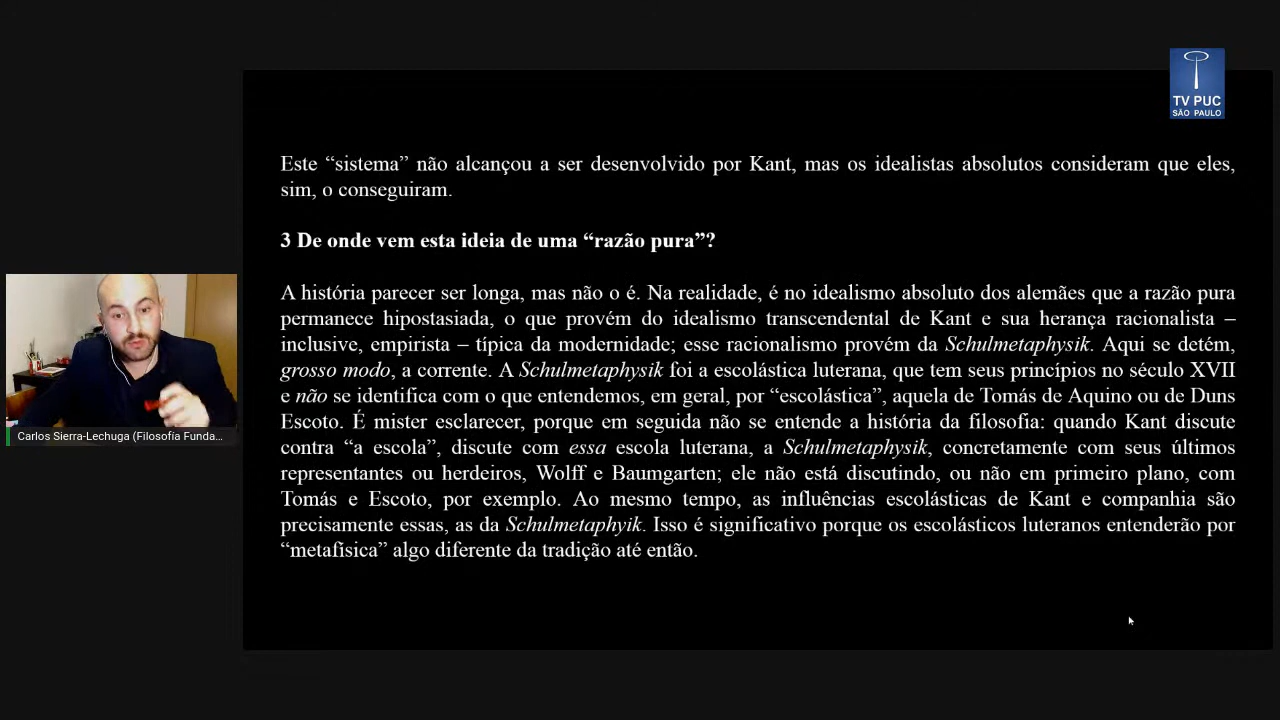 TV PUC
SÃO PAULO
Este “sistema” não alcançou a ser desenvolvido por Kant, mas os idealistas absolutos consideram que eles,
sim, o conseguiram.
3 De onde vem esta ideia de uma “razão pura”?
A história parecer ser longa, mas não o é. Na realidade, é no idealismo absoluto dos alemães que a razão pura
permanece hipostasiada, o que provém do idealismo transcendental de Kant e sua herança racionalista –
inclusive, empirista – típica da modernidade; esse racionalismo provém da Schulmetaphysik. Aqui se detém,
grosso modo, a corrente. A Schulmetaphysik foi a escolástica luterana, que tem seus princípios no século XVII
e não se identifica com o que entendemos, em geral, por “escolástica”, aquela de Tomás de Aquino ou de Duns
Escoto. É mister esclarecer, porque em seguida não se entende a história da filosofia: quando Kant discute
contra “a escola”, discute com essa escola luterana, a Schulmetaphysik, concretamente com seus últimos
representantes ou herdeiros, Wolff e Baumgarten; ele não está discutindo, ou não em primeiro plano, com
Tomás e Escoto, por exemplo. Ao mesmo tempo, as influências escolásticas de Kant e companhia são
precisamente essas, as da Schulmetaphyik. Isso é significativo porque os escolásticos luteranos entenderão por
“metafísica” algo diferente da tradição até então.
Carlos Sierra-Lechuga (Filosofía Funda...